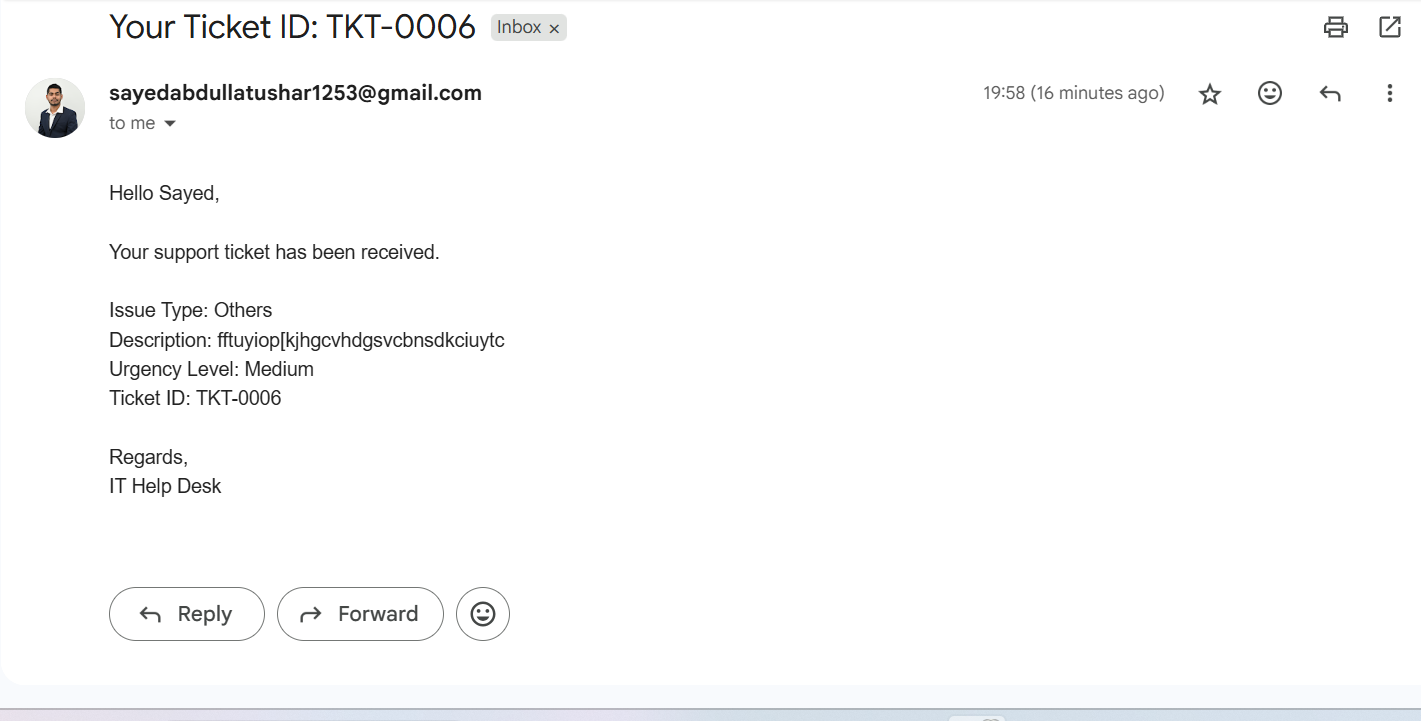 Your Ticket ID: TKT-0006 Inbox ×
sayedabdullatushar1253@gmail.com 19:58 (16 minutes ago)
to me
Hello Sayed,
Your support ticket has been received.
Issue Type: Others
Description: fftuyiop[kjhgcvhdgsvcbnsdkciuytc
Urgency Level: Medium
Ticket ID: TKT-0006
Regards,
IT Help Desk
Reply Forward